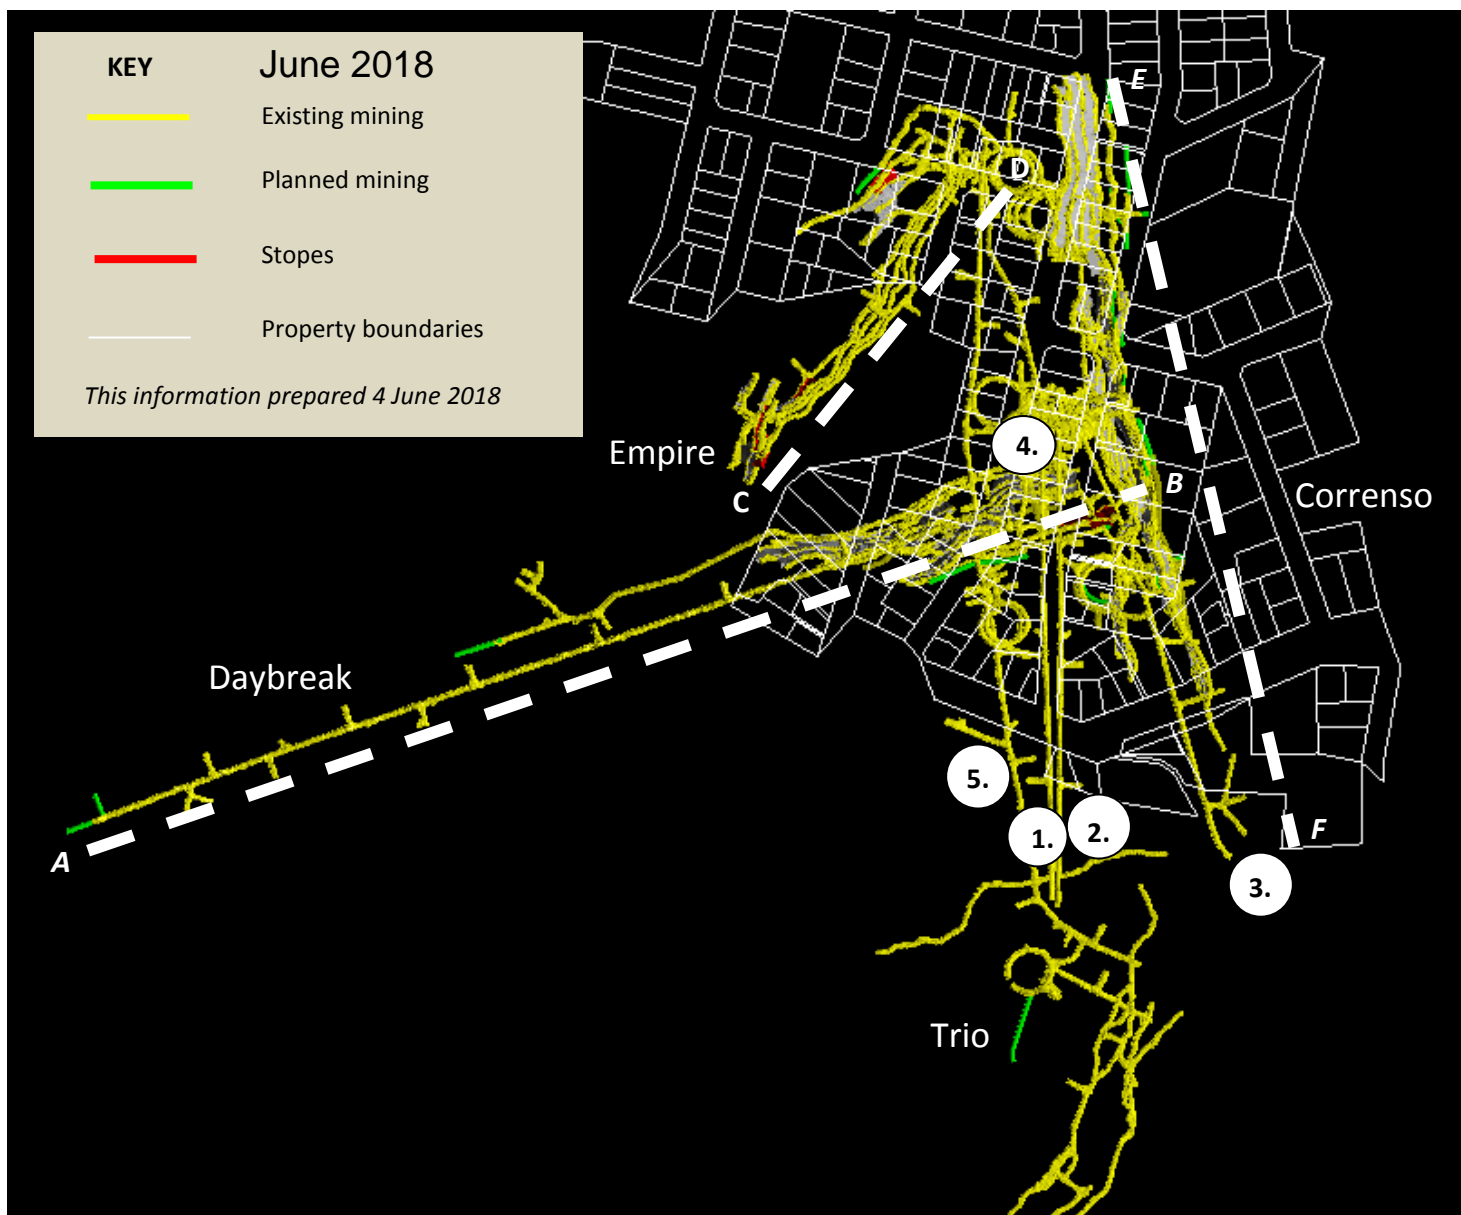 KEY June 2018
Existing mining
Planned mining
Stopes
Property boundaries
This information prepared 4 June 2018
E
D
Empire
4.
B
C
Correnso
Daybreak
5.
1.
2.
F
A
3.
Trio